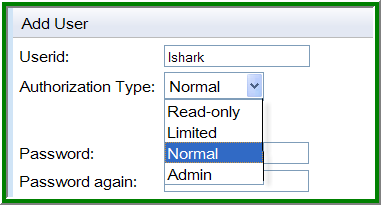 Add User
Userid: lshark
Authorization Type: Normal
Read-only
Limited
Normal
Password:
Admin
Password again: